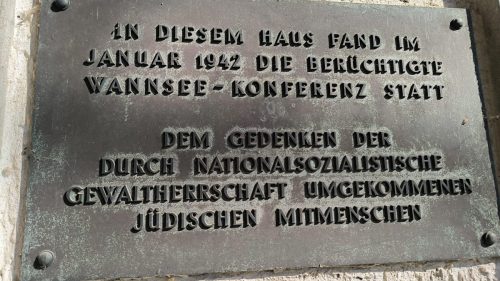 IN DIESEM HAUS FAND IM
JANUAR 1942 DIE BERÜCHTIGTE
WANNSEE-KONFERENZ STATT
DEM GEDENKEN DER
DURCH NATIONALSOZIALISTISCHE
GEWALTHERRSCHAFT UMGEKOMMENEN
JÜDISCHEN MITMENSCHEN